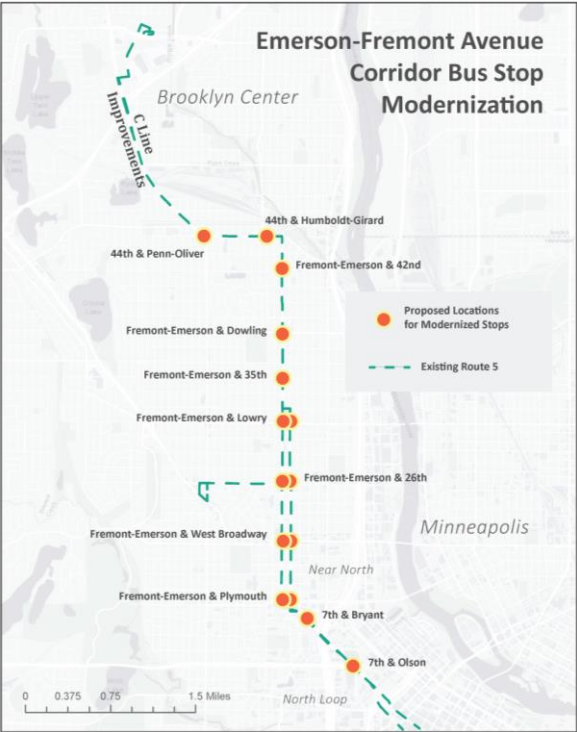 Emerson-Fremont Avenue
Corridor Bus Stop
Modernization
Brooklyn Center
C Line
Improvements
44th & Humboldt-Girard
44th & Penn-Oliver
Fremont-Emerson & 42nd
Proposed Locations
for Modernized Stops
Fremont-Emerson & Dowling
Existing Route 5
Fremont-Emerson & 35th
Fremont-Emerson & Lowry
Fremont-Emerson & 26th
Minneapolis
Fremont-Emerson & West Broadway
Near North
Fremont-Emerson & Plymouth
7th & Bryant
7th & Olson
North Loop
0 0.375 0.75 1.5 Miles